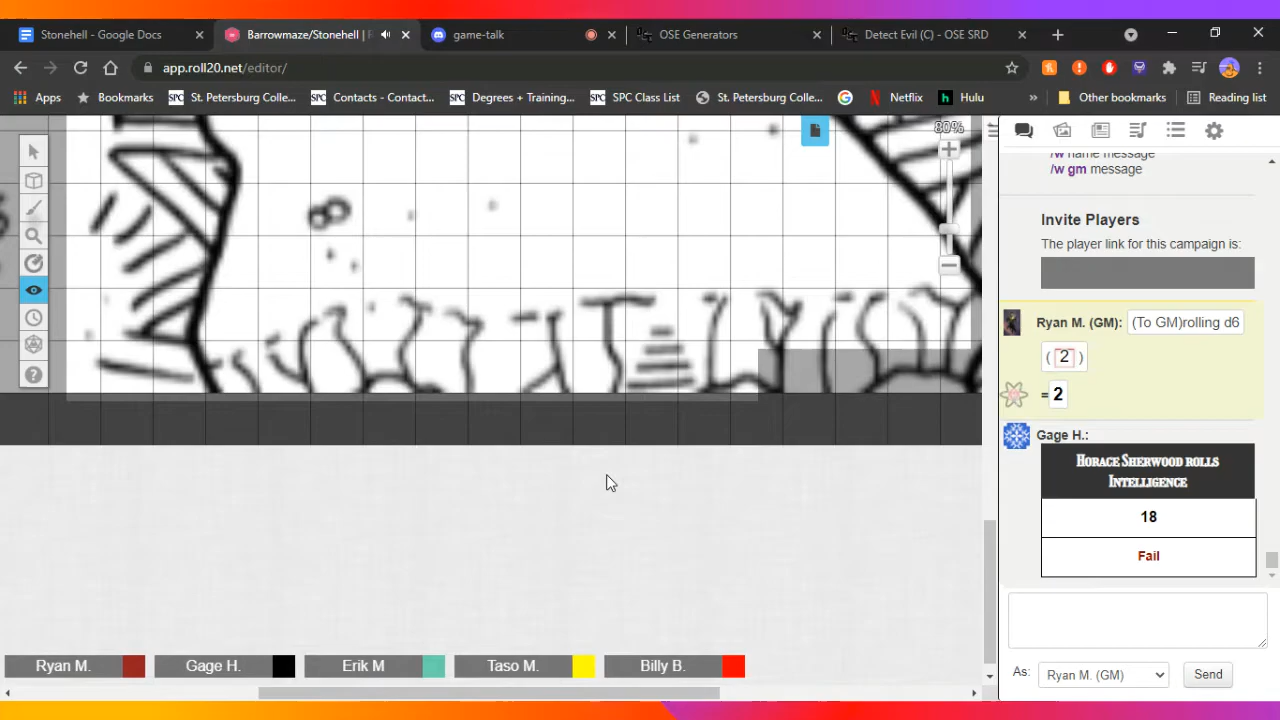 Stonehell - Google Docs
Barrowmaze/Stonehell | R
game-talk
OSE Generators
Detect Evil (C) - OSE SRD
app.roll20.net/editor/
Apps
Bookmarks
St. Petersburg Colle...
Contacts - Contact...
Degrees + Training...
SPC Class List
St. Petersburg Colle...
Netflix
Hulu
»
Other bookmarks
Reading list
80%
/w name message
/w gm message
Invite Players
The player link for this campaign is:
Ryan M. (GM): (To GM)rolling d6
( 2 )
= 2
Gage H.:
Horace Sherwood rolls
Intelligence
18
Fail
As: Ryan M. (GM) Send
Ryan M. Gage H. Erik M Taso M. Billy B.